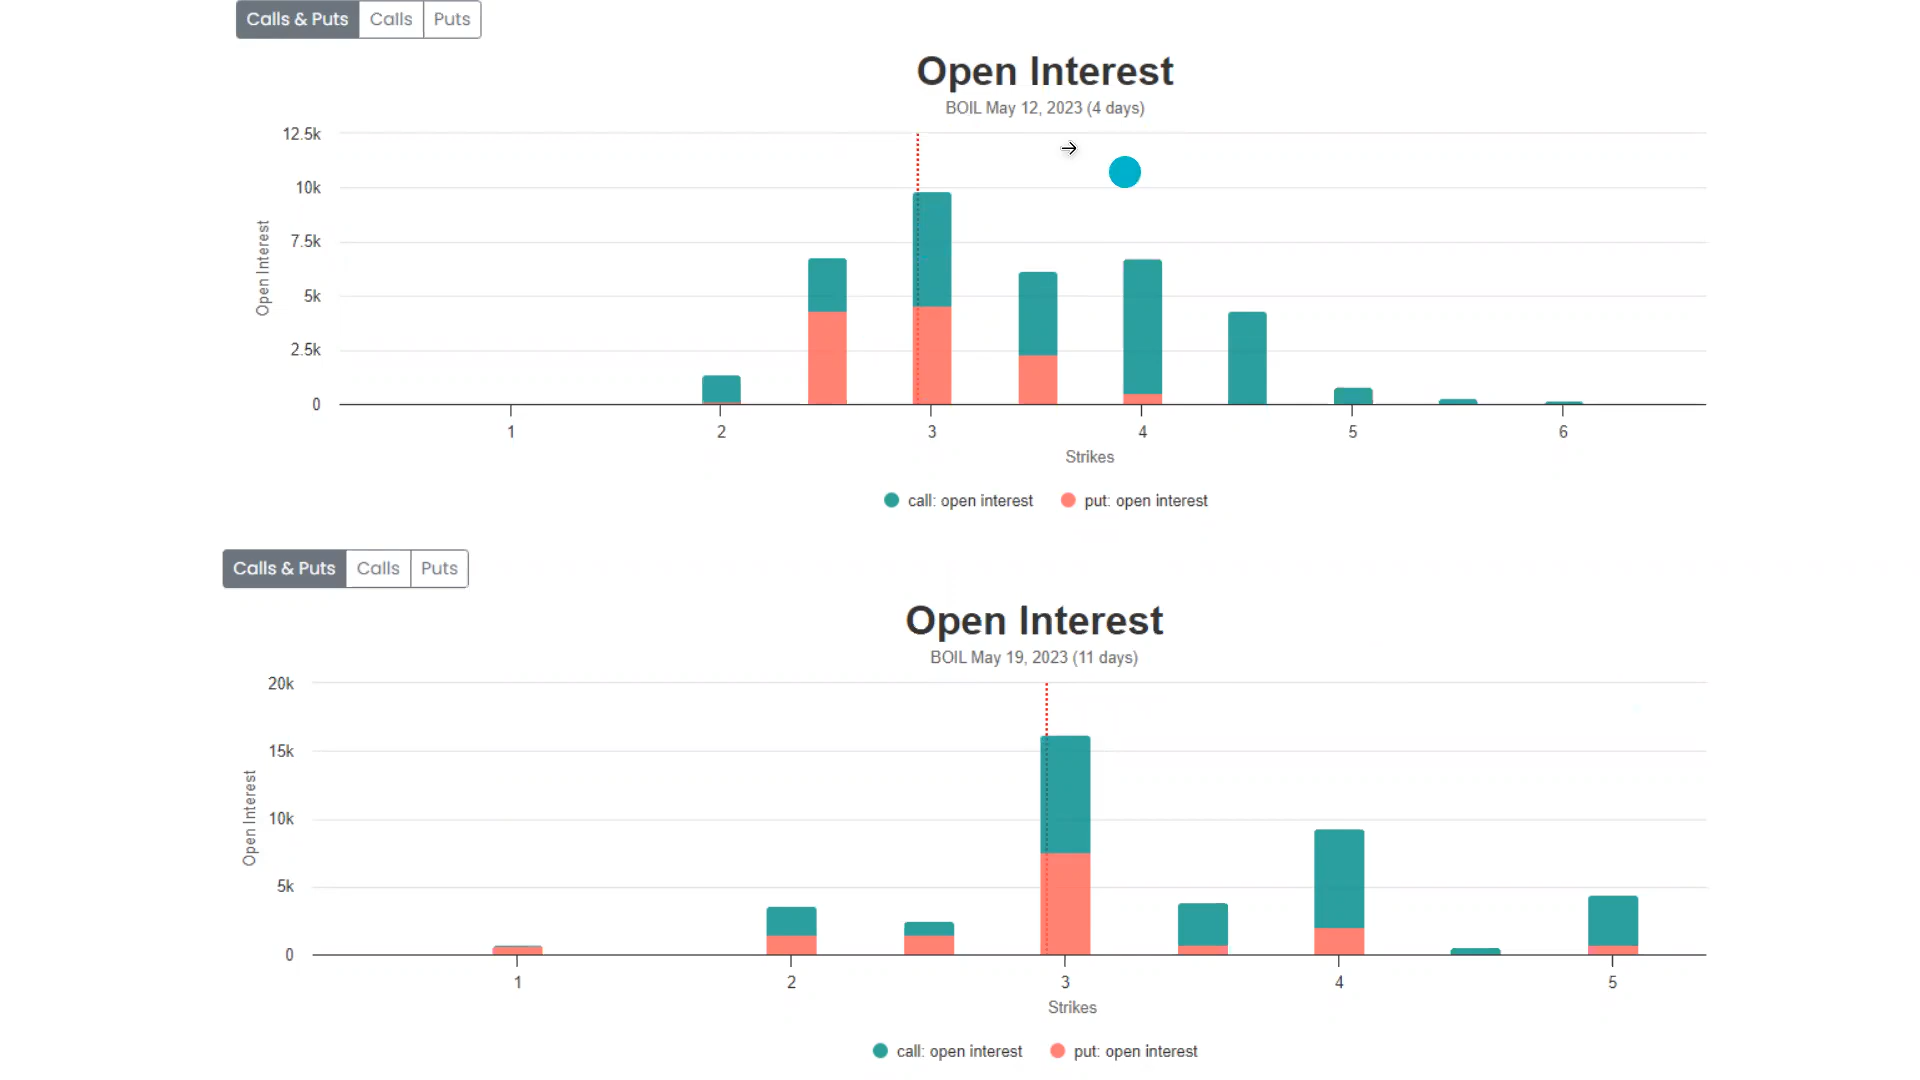 Calls & Puts Calls Puts
Open Interest
BOIL May 12, 2023 (4 days)
12.5k
10k
7.5k
5k
2.5k
0
Open Interest
1 2 3 4 5 6
Strikes
call: open interest put: open interest
Calls & Puts Calls Puts
Open Interest
BOIL May 19, 2023 (11 days)
20k
15k
10k
5k
0
Open Interest
1 2 3 4 5
Strikes
call: open interest put: open interest